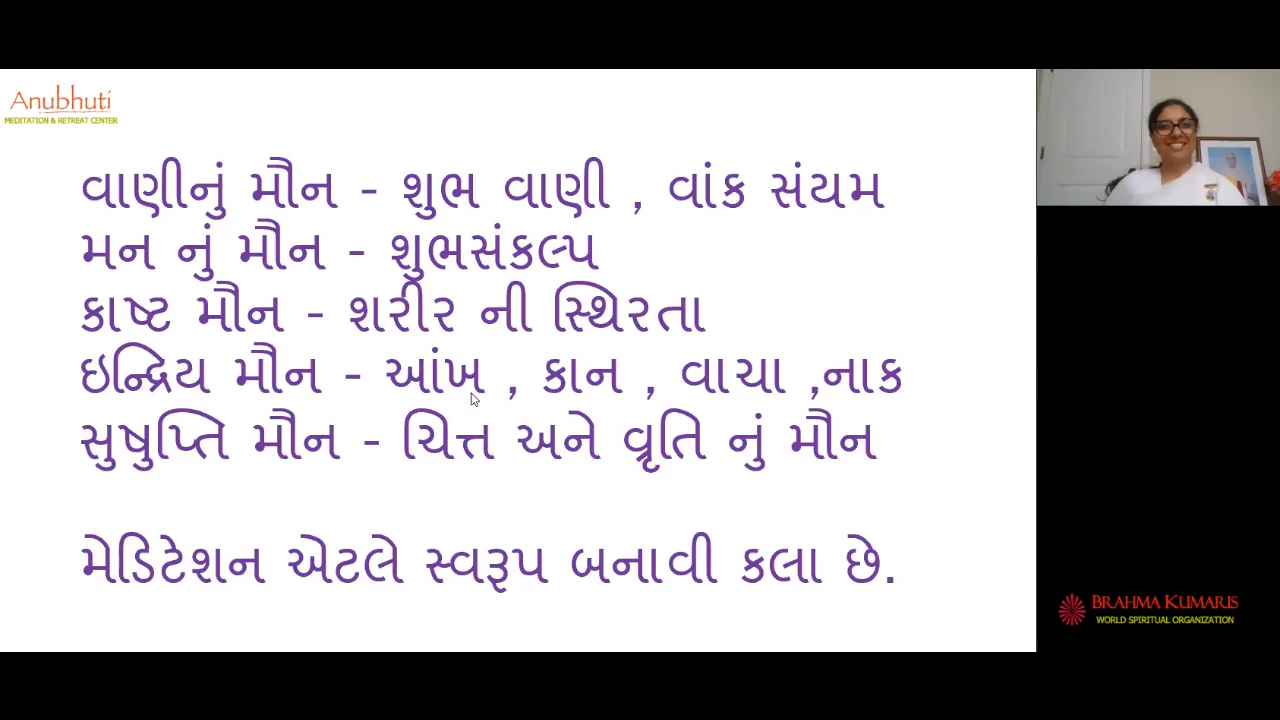 Anubhuti
MEDITATION & RETREAT CENTER
વાણીનું મૌન - શુભ વાણી , વાંક સંયમ
મન નું મૌન - શુભસંકલ્પ
કાષ્ટ મૌન - શરીર ની સ્થિરતા
ઇન્દ્રિય મૌન - આંખ , કાન , વાચા ,નાક
સુષુપ્તિ મૌન - ચિત્ત અને વ્રૃતિ નું મૌન
મેડિટેશન એટલે સ્વરૂપ બનાવી કલા છે.
BRAHMA KUMARIS
WORLD SPIRITUAL ORGANIZATION